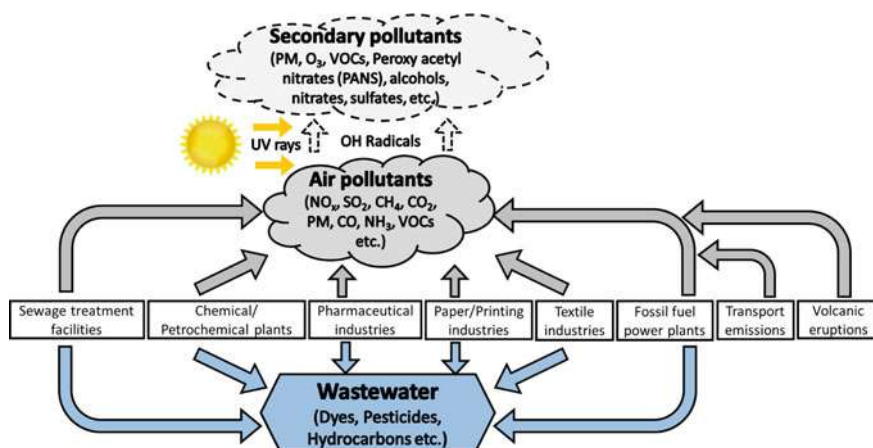 Secondary pollutants
(PM, O₃, VOCs, Peroxy acetyl
nitrates (PANS), alcohols,
nitrates, sulfates, etc.)
UV rays
OH Radicals
Air pollutants
(NOₓ, SO₂, CH₄, CO₂,
PM, CO, NH₃, VOCs
etc.)
Sewage treatment
facilities
Chemical/
Petrochemical plants
Pharmaceutical
industries
Paper/Printing
industries
Textile
industries
Fossil fuel
power plants
Transport
emissions
Volcanic
eruptions
Wastewater
(Dyes, Pesticides,
Hydrocarbons etc.)